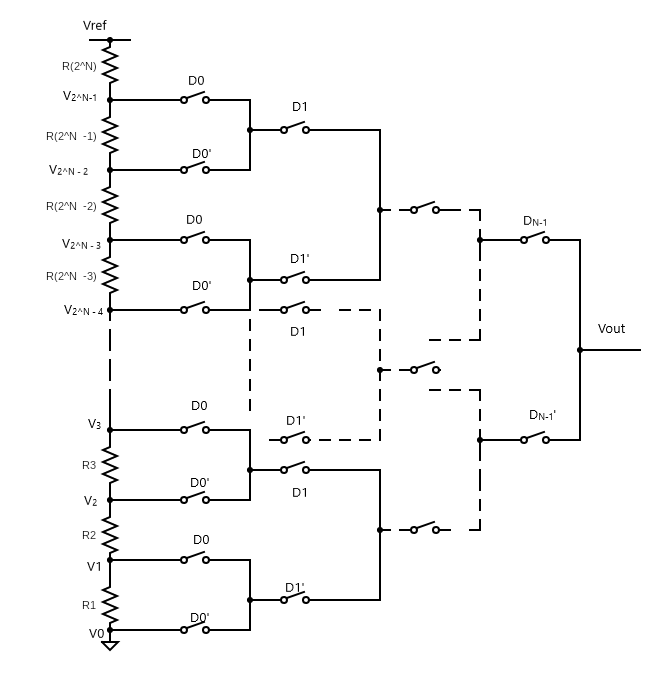 Vref
R(2^N)
D0
V2^N-1
D1
R(2^N -1)
D0'
V2^N - 2
R(2^N -2)
D0
DN-1
V2^N - 3
D1'
R(2^N -3)
D0'
V2^N - 4
D1
Vout
D0
DN-1'
V3
D1'
R3
D0'
D1
V2
R2
D0
V1
D1'
R1
D0'
V0